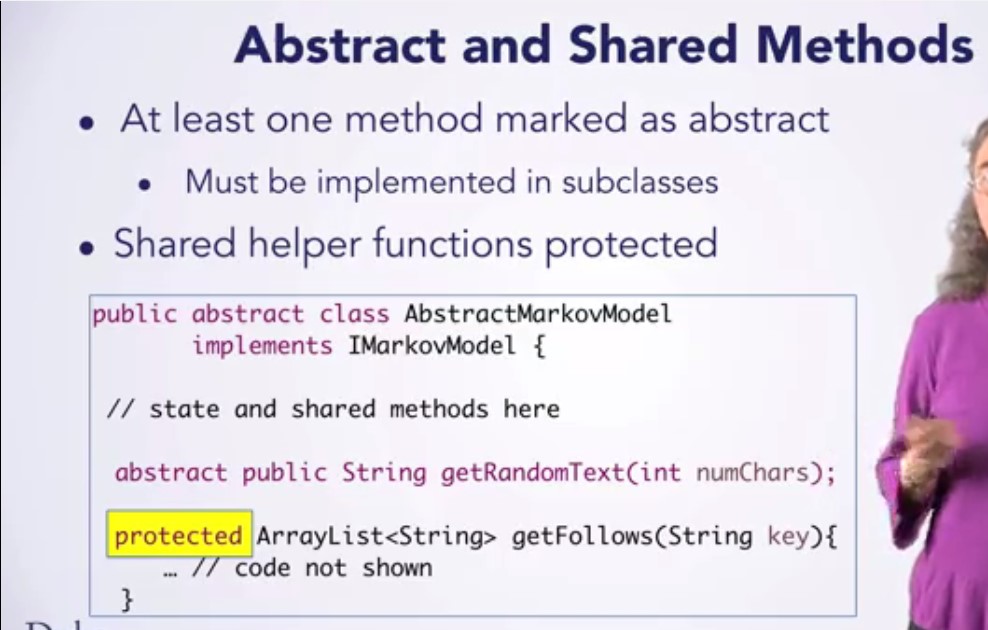 Abstract and Shared Methods
• At least one method marked as abstract
• Must be implemented in subclasses
• Shared helper functions protected
public abstract class AbstractMarkovModel
implements IMarkovModel {
// state and shared methods here
abstract public String getRandomText(int numChars);
protected ArrayList<String> getFollows(String key){
… // code not shown
}